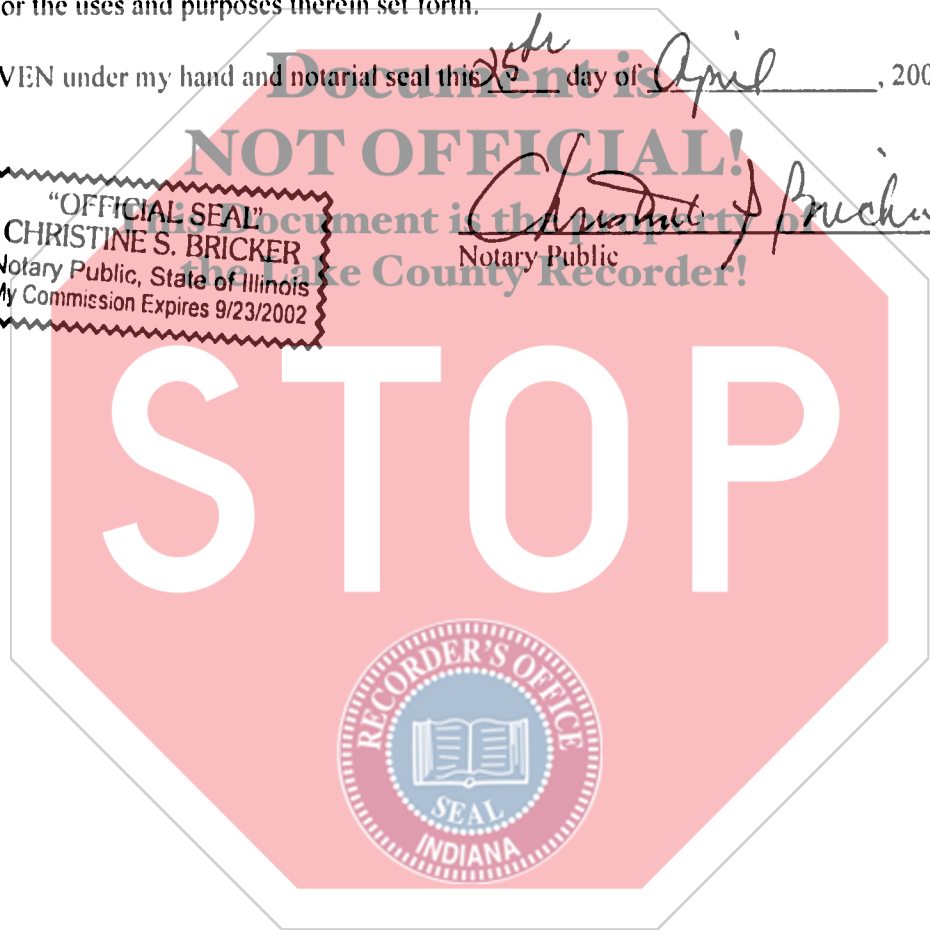 or the uses and purposes therein set forth.
VEN under my hand and notarial seal this 25th day of April, 200
Document is
NOT OFFICIAL!
This Document is the property of
the Lake County Recorder!
"OFFICIAL SEAL"
CHRISTINE S. BRICKER
Notary Public, State of Illinois
My Commission Expires 9/23/2002
Christine S Bricker
Notary Public
STOP
RECORDER'S OFFICE
SEAL
INDIANA